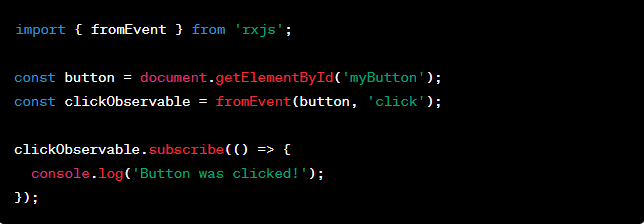 import { fromEvent } from 'rxjs';
const button = document.getElementById('myButton');
const clickObservable = fromEvent(button, 'click');
clickObservable.subscribe(() => {
  console.log('Button was clicked!');
});